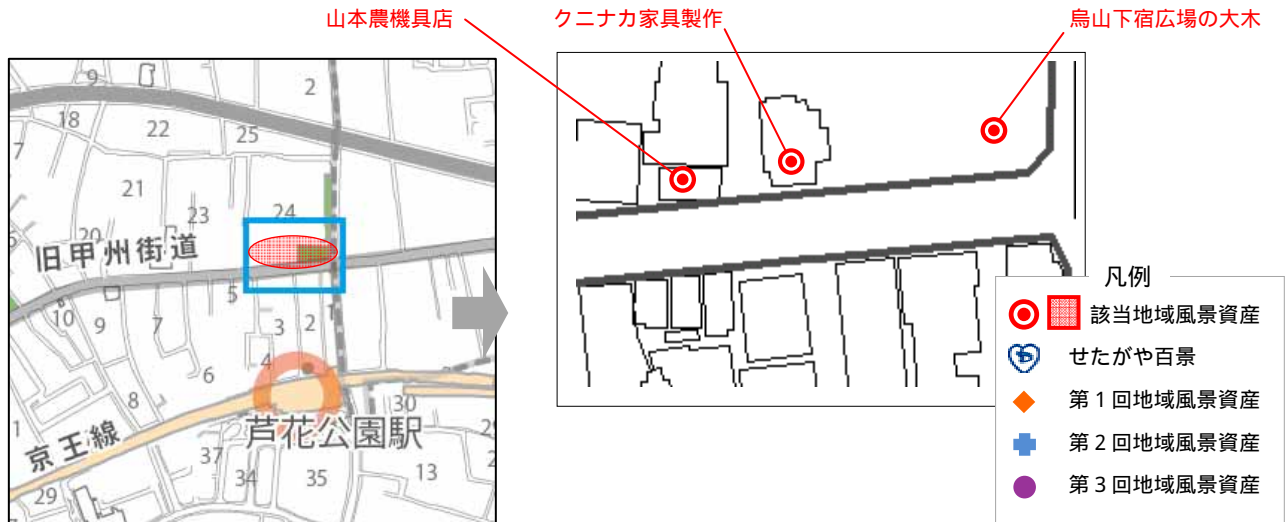 山本農機具店
クニナカ家具製作
烏山下宿広場の大木
9
2
18
22
25
7
21
24
23
20
旧甲州街道
5
10
9
7
3
2
1
4
6
8
30
芦花公園駅
京王線
37
34
35
13
29
凡例
該当地域風景資産
せたがや百景
第1回地域風景資産
第2回地域風景資産
第3回地域風景資産